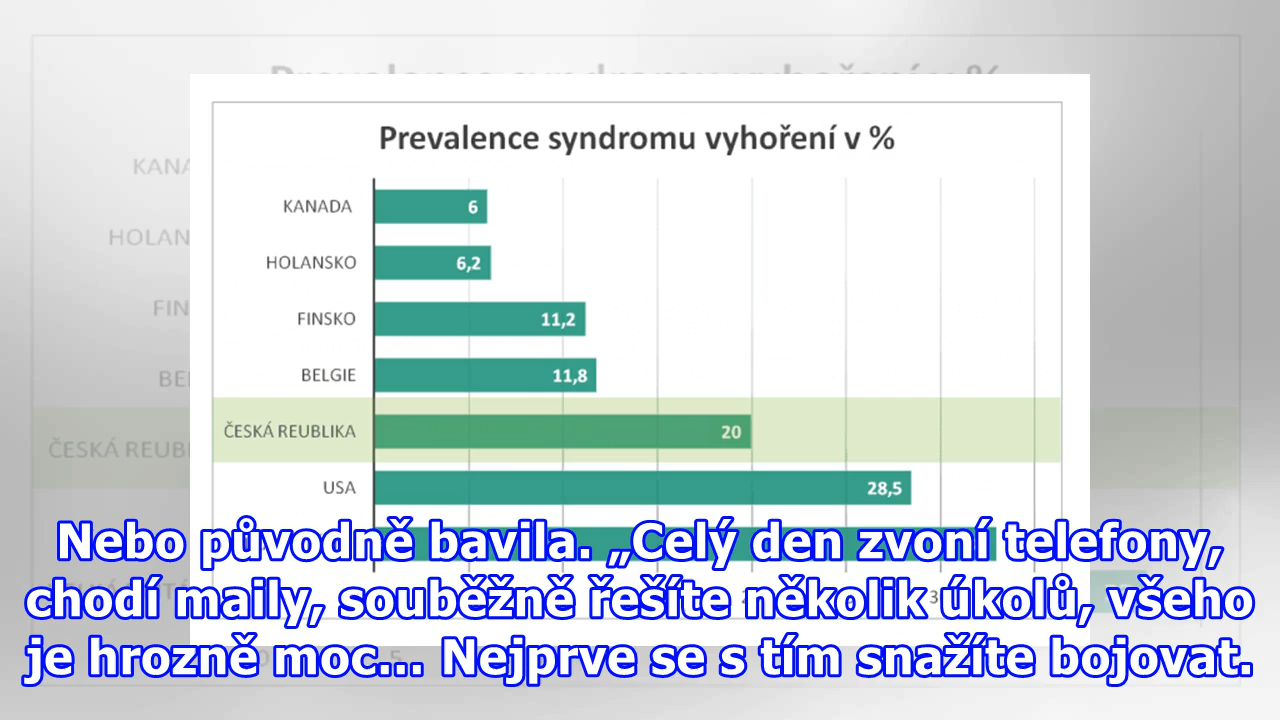 Prevalence syndromu vyhoření v %
KANADA 6
HOLANSKO 6,2
FINSKO 11,2
BELGIE 11,8
ČESKÁ REUBLIKA 20
USA 28,5
Nebo původně bavila. „Celý den zvoní telefony,
chodí maily, souběžně řešíte několik úkolů, všeho
je hrozně moc... Nejprve se s tím snažíte bojovat.